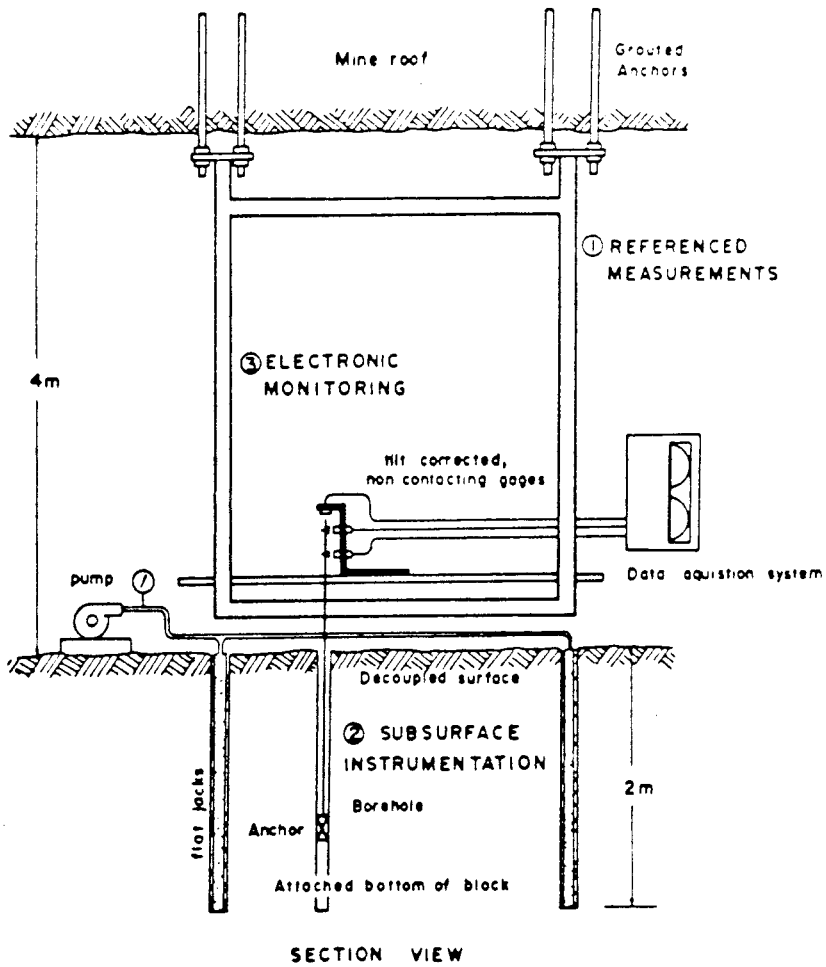 Mine roof
Grouted
Anchors
① REFERENCED
MEASUREMENTS
③ ELECTRONIC
MONITORING
4m
tilt corrected,
non contacting gages
pump
Data aquistion system
Decoupled surface
② SUBSURFACE
INSTRUMENTATION
flat jacks
2m
Borehole
Anchor
Attached bottom of block
SECTION VIEW